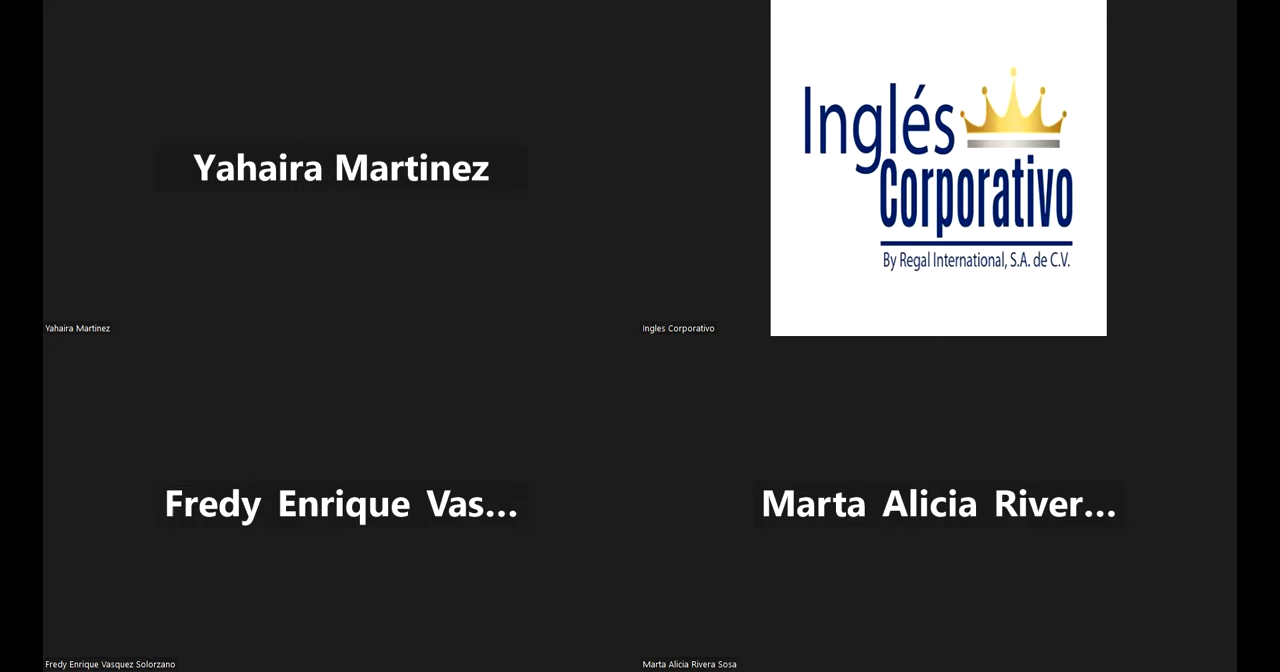 Yahaira Martinez
Yahaira Martinez
Inglés
Corporativo
By Regal International, S.A. de C.V.
Ingles Corporativo
Fredy Enrique Vas...
Fredy Enrique Vasquez Solorzano
Marta Alicia River...
Marta Alicia Rivera Sosa